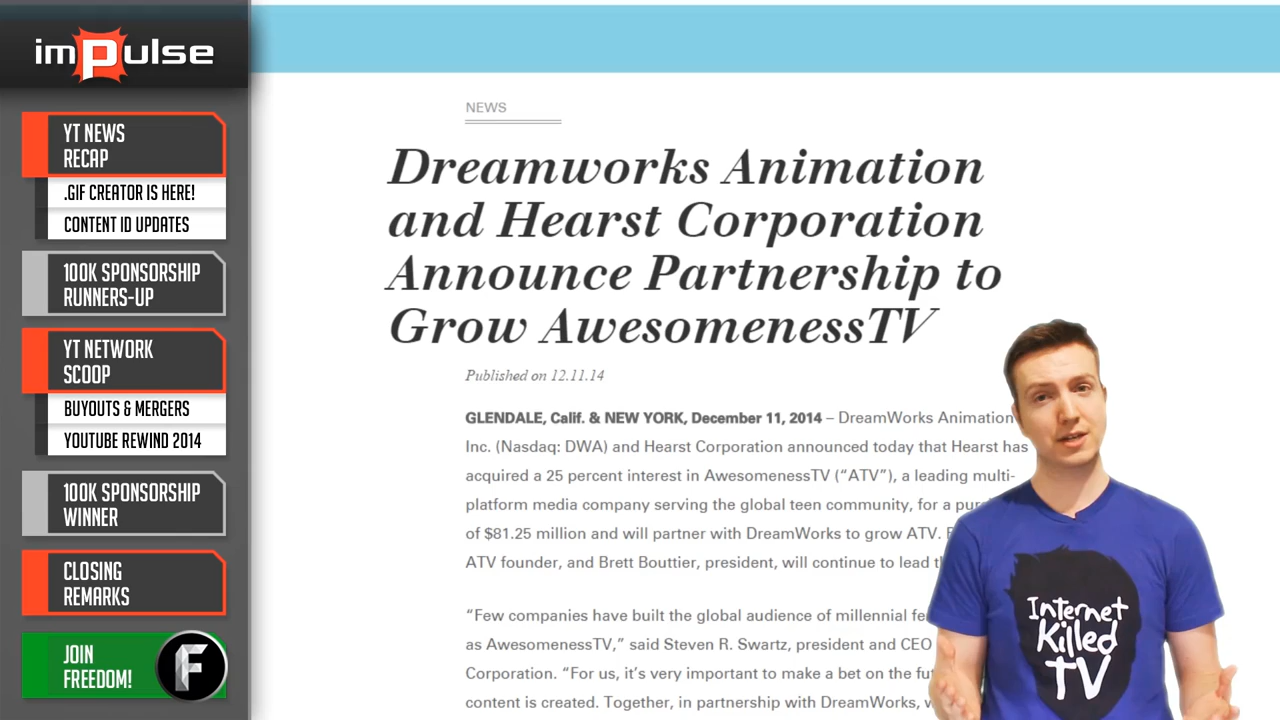 imPulse
YT NEWS
RECAP
.GIF CREATOR IS HERE!
CONTENT ID UPDATES
100K SPONSORSHIP
RUNNERS-UP
YT NETWORK
SCOOP
BUYOUTS & MERGERS
YOUTUBE REWIND 2014
100K SPONSORSHIP
WINNER
CLOSING
REMARKS
JOIN
FREEDOM!
F
NEWS
Dreamworks Animation
and Hearst Corporation
Announce Partnership to
Grow AwesomenessTV
Published on 12.11.14
GLENDALE, Calif. & NEW YORK, December 11, 2014 – DreamWorks Animation
Inc. (Nasdaq: DWA) and Hearst Corporation announced today that Hearst has
acquired a 25 percent interest in AwesomenessTV (“ATV”), a leading multi-
platform media company serving the global teen community, for a
of $81.25 million and will partner with DreamWorks to grow ATV.
ATV founder, and Brett Bouttier, president, will continue to lead
“Few companies have built the global audience of millennial
as AwesomenessTV,” said Steven R. Swartz, president and CEO
Corporation. “For us, it’s very important to make a bet on the
content is created. Together, in partnership with DreamWorks,
Internet
Killed
TV